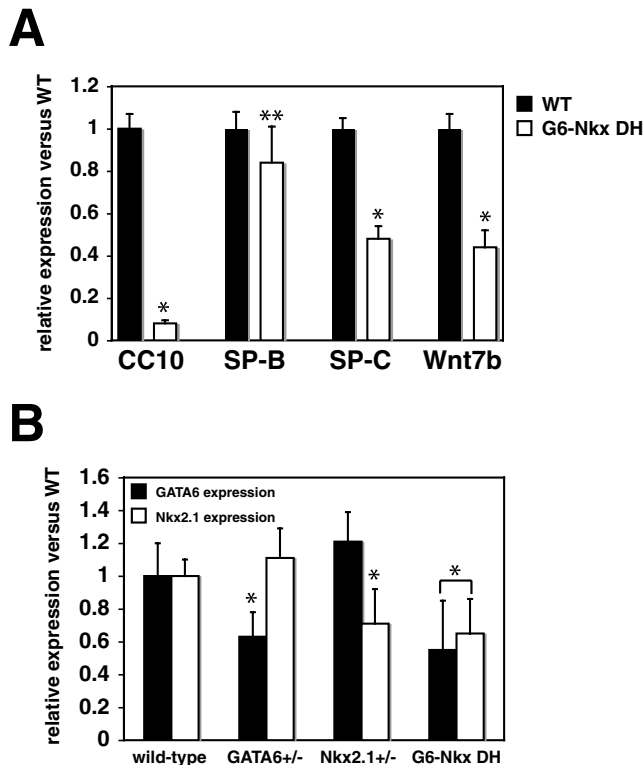 A
relative expression versus WT
1.2
1
0.8
0.6
0.4
0.2
0
*
**
*
*
WT
G6-Nkx DH
CC10 SP-B SP-C Wnt7b
B
relative expression versus WT
1.6
1.4
1.2
1
0.8
0.6
0.4
0.2
0
GATA6 expression
Nkx2.1 expression
*
*
*
wild-type GATA6+/- Nkx2.1+/- G6-Nkx DH